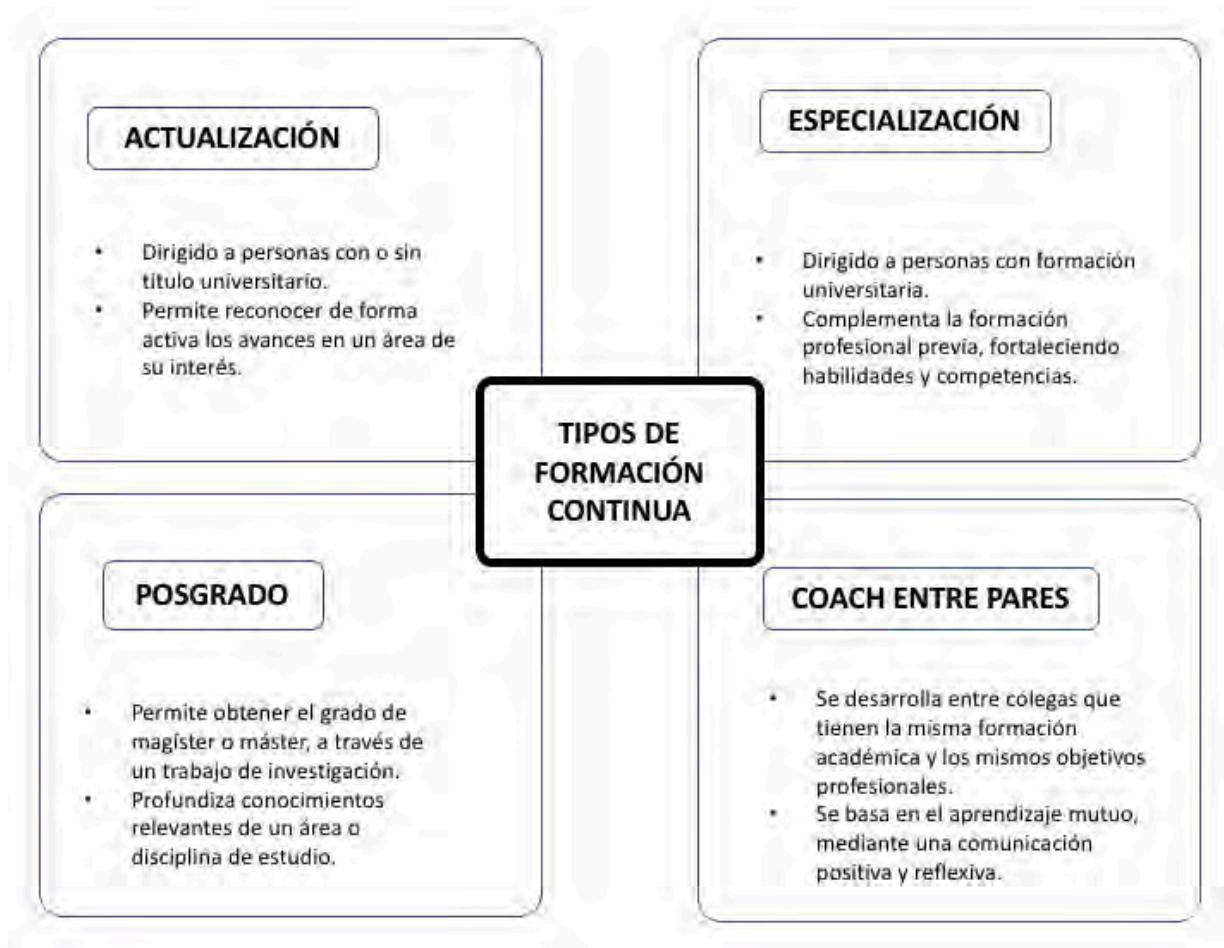 ACTUALIZACIÓN
• Dirigido a personas con o sin
título universitario.
• Permite reconocer de forma
activa los avances en un área de
su interés.
ESPECIALIZACIÓN
• Dirigido a personas con formación
universitaria.
• Complementa la formación
profesional previa, fortaleciendo
habilidades y competencias.
TIPOS DE
FORMACIÓN
CONTINUA
POSGRADO
• Permite obtener el grado de
magíster o máster, a través de
un trabajo de investigación.
• Profundiza conocimientos
relevantes de un área o
disciplina de estudio.
COACH ENTRE PARES
• Se desarrolla entre colegas que
tienen la misma formación
académica y los mismos objetivos
profesionales.
• Se basa en el aprendizaje mutuo,
mediante una comunicación
positiva y reflexiva.